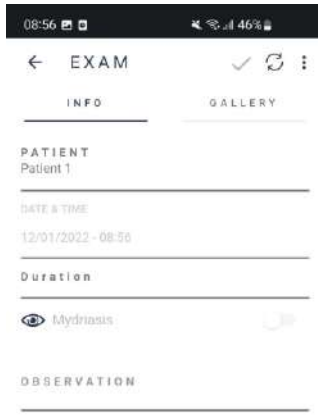 08:56 46%
EXAM
INFO GALLERY
PATIENT
Patient 1
DATE & TIME
12/01/2022 - 08:56
Duration
Mydriasis
OBSERVATION